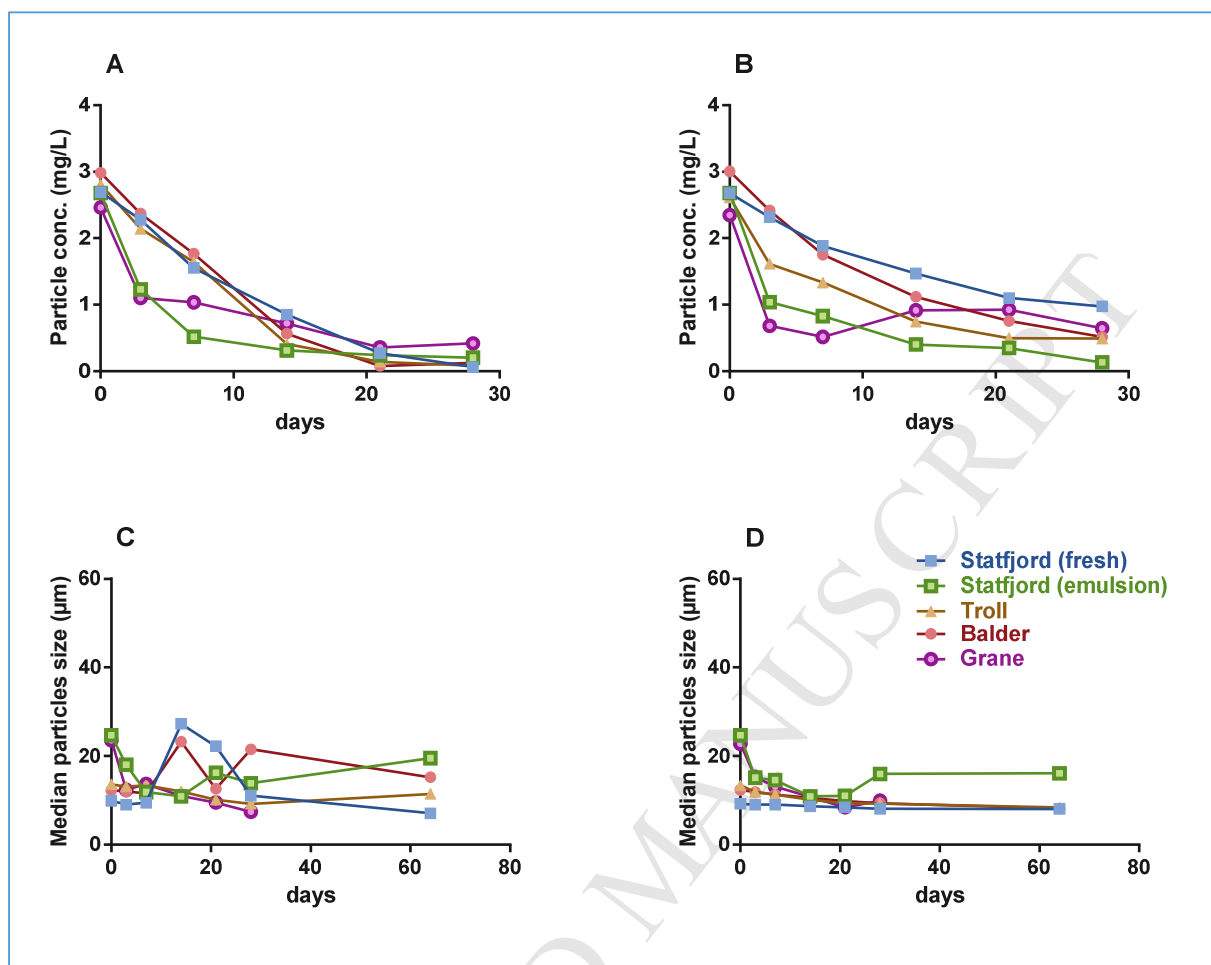 A
B
4
3
2
1
0
Particle conc. (mg/L)
0 10 20 30
days
4
3
2
1
0
Particle conc. (mg/L)
0 10 20 30
days
C
D
60
40
20
0
Median particles size (µm)
0 20 40 60 80
days
60
40
20
0
Median particles size (µm)
0 20 40 60 80
days
Statfjord (fresh)
Statfjord (emulsion)
Troll
Balder
Grane
D MANUSCRIPT